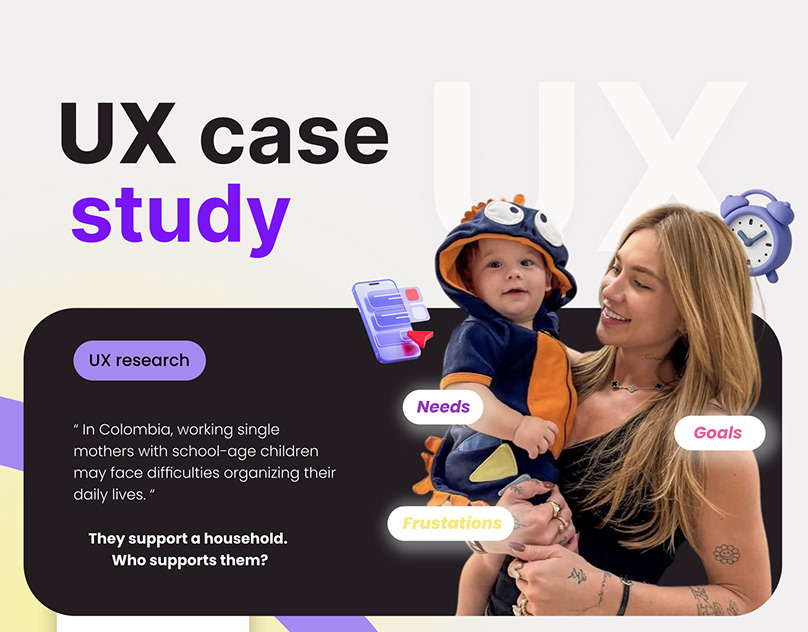 UX
UX case
study
UX research
“ In Colombia, working single
mothers with school-age children
may face difficulties organizing their
daily lives. “
They support a household.
Who supports them?
Needs
Goals
Frustations